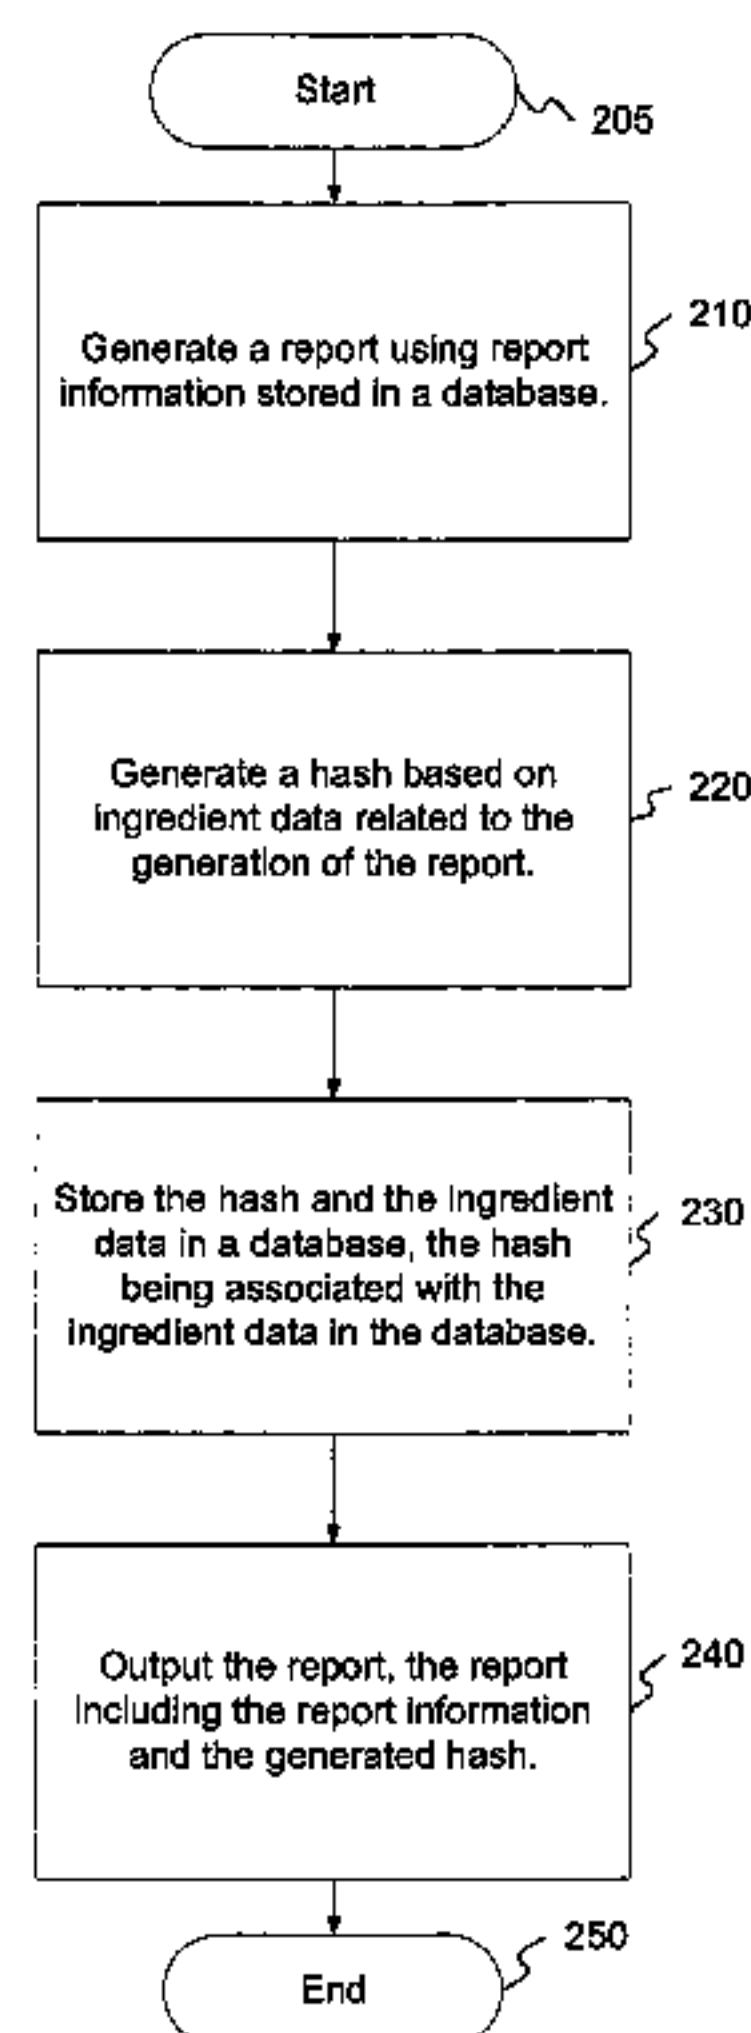 Start
205
Generate a report using report
information stored in a database.
210
Generate a hash based on
ingredient data related to the
generation of the report.
220
Store the hash and the ingredient
data in a database, the hash
being associated with the
ingredient data in the database.
230
Output the report, the report
including the report information
and the generated hash.
240
End
250